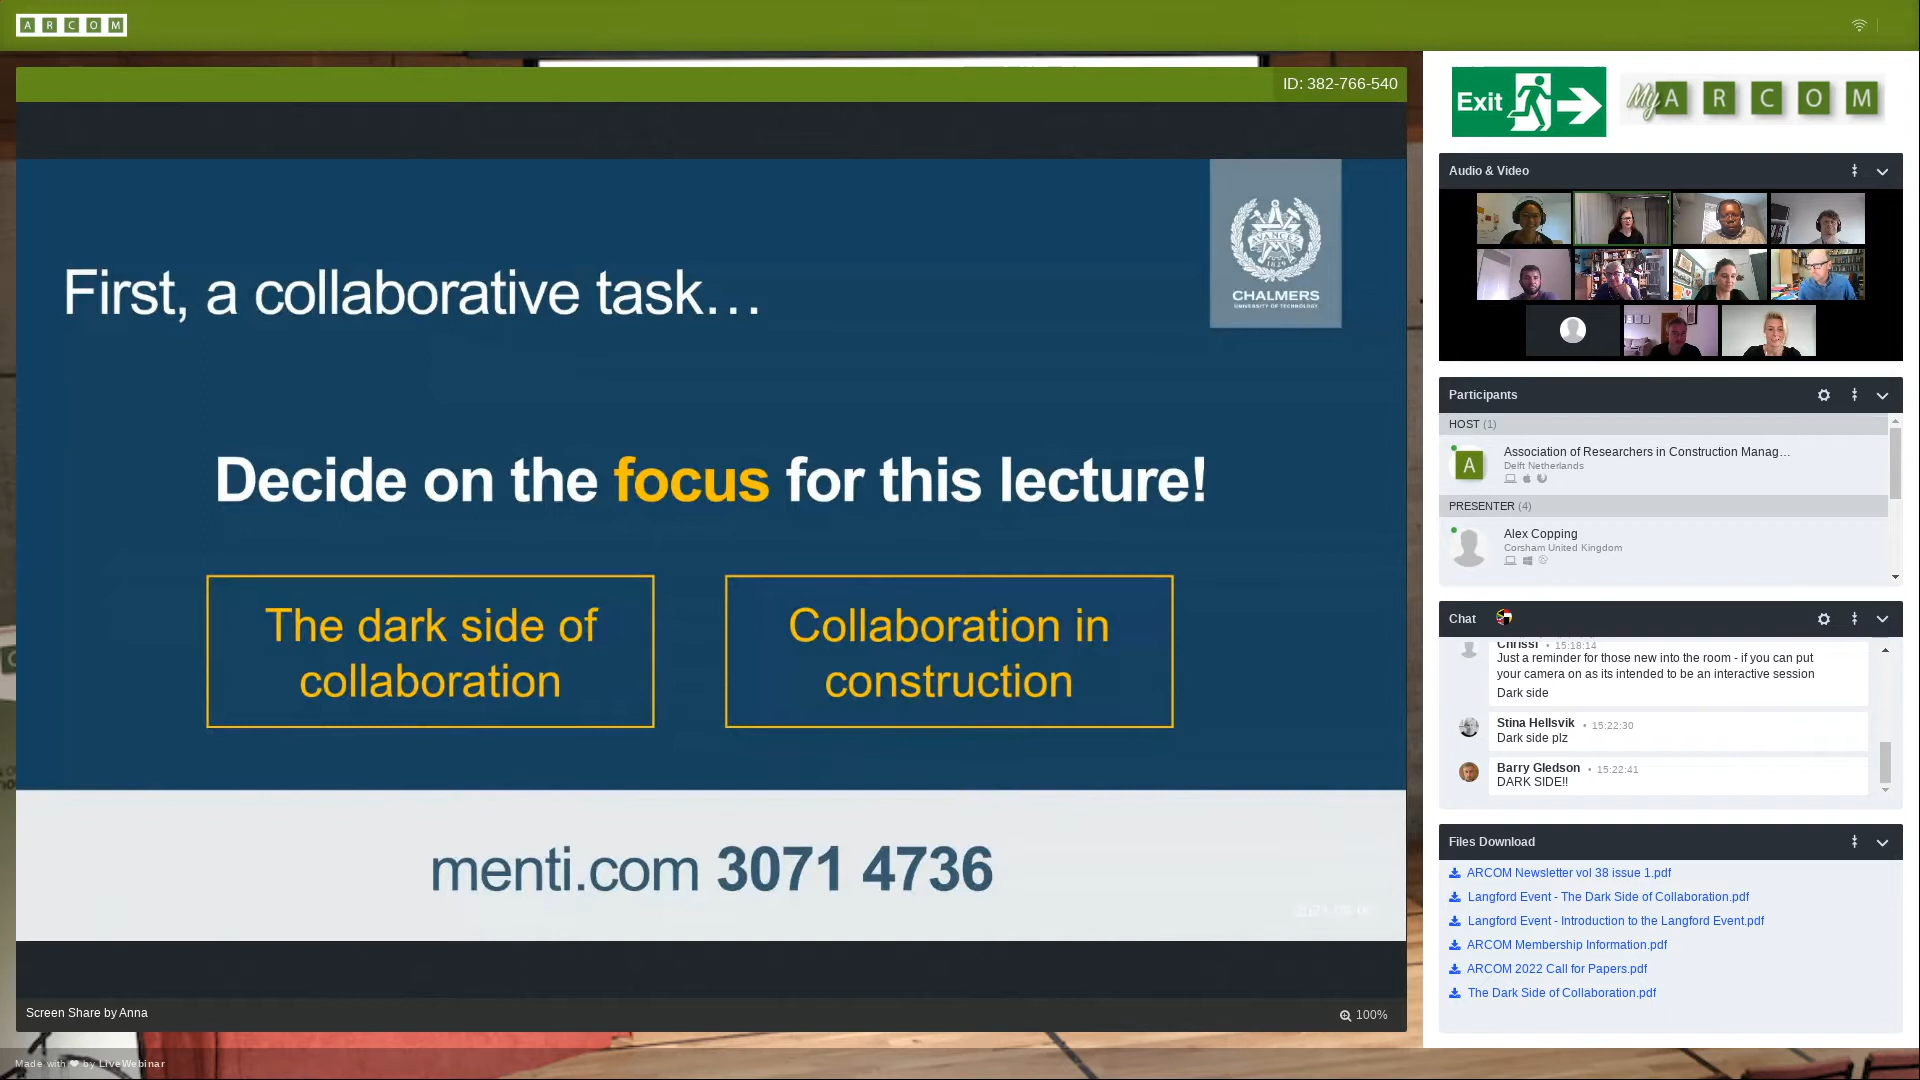 A R C O M
ID: 382-766-540
First, a collaborative task…
CHALMERS
UNIVERSITY OF TECHNOLOGY
AVANCEZ
1829
Decide on the focus for this lecture!
The dark side of
collaboration
Collaboration in
construction
menti.com 3071 4736
Screen Share by Anna
100%
Made with ❤ by LiveWebinar
Exit
My A R C O M
Audio & Video
Participants
HOST (1)
A
Association of Researchers in Construction Manag…
Delft Netherlands
PRESENTER (4)
Alex Copping
Corsham United Kingdom
Chat
Chrissi • 15:18:14
Just a reminder for those new into the room - if you can put
your camera on as its intended to be an interactive session
Dark side
Stina Hellsvik • 15:22:30
Dark side plz
Barry Gledson • 15:22:41
DARK SIDE!!
Files Download
ARCOM Newsletter vol 38 issue 1.pdf
Langford Event - The Dark Side of Collaboration.pdf
Langford Event - Introduction to the Langford Event.pdf
ARCOM Membership Information.pdf
ARCOM 2022 Call for Papers.pdf
The Dark Side of Collaboration.pdf